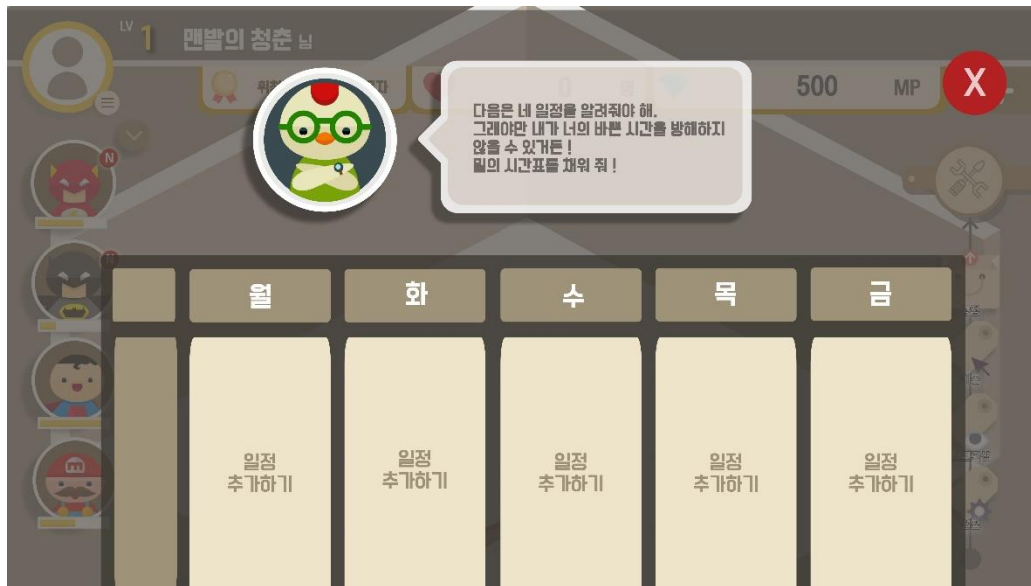 LV 1 맨발의 청춘 님
500 MP
X
다음은 네 일정을 알려줘야 해.
그래야만 내가 너의 바쁜 시간을 방해하지
않을 수 있거든 !
밑의 시간표를 채워 줘 !
N
N
월 화 수 목 금
일정
추가하기
일정
추가하기
일정
추가하기
일정
추가하기
일정
추가하기
m